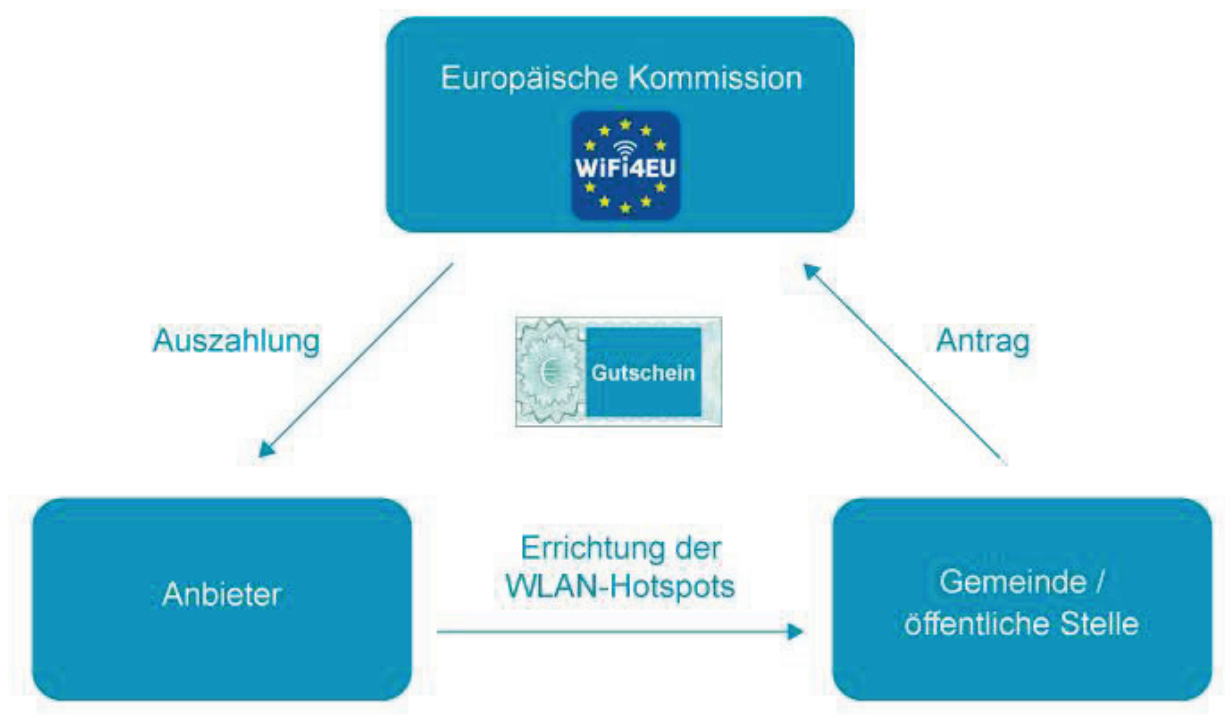 Europäische Kommission
WiFi4EU
Auszahlung
Gutschein
Antrag
Anbieter
Errichtung der
WLAN-Hotspots
Gemeinde /
öffentliche Stelle